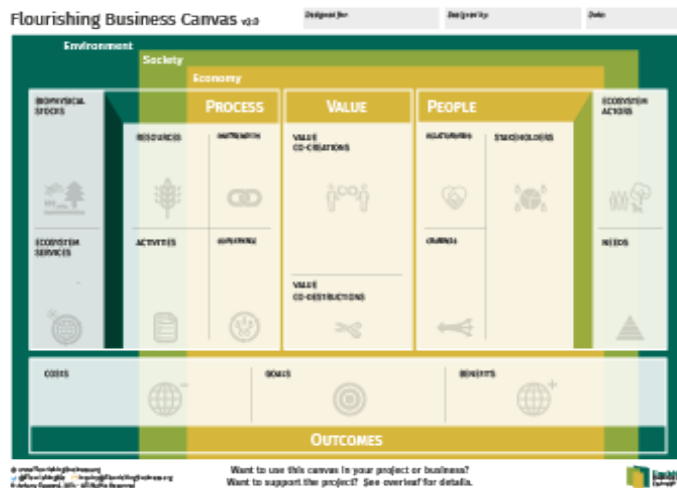 Flourishing Business Canvas v2.0
Designed for:
Designed by:
Date:
Environment
Society
Economy
BIOPHYSICAL
STOCKS
PROCESS
VALUE
PEOPLE
ECOSYSTEM
ACTORS
RESOURCES
PARTNERSHIPS
VALUE
CO-CREATIONS
RELATIONSHIPS
STAKEHOLDERS
ECOSYSTEM
SERVICES
ACTIVITIES
GOVERNANCE
VALUE
CO-DESTRUCTIONS
CHANNELS
NEEDS
COSTS
GOALS
BENEFITS
OUTCOMES
Want to use this canvas in your project or business?
Want to support the project? See overleaf for details.